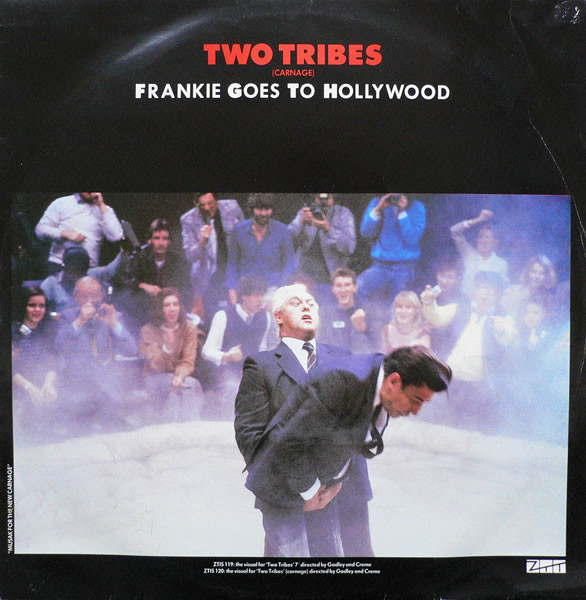 TWO TRIBES
(CARNAGE)
FRANKIE GOES TO HOLLYWOOD
"MUSAK FOR THE NEW CARNAGE"
ZTIS 119: the visual for 'Two Tribes' 7" directed by Godley and Creme
ZTIS 120: the visual for 'Two Tribes' (carnage) directed by Godley and Creme
ZTT